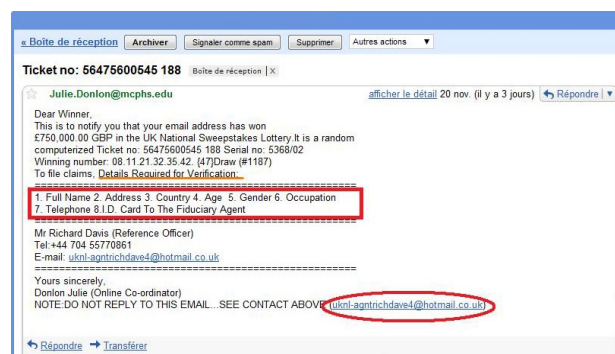 « Boîte de réception Archiver Signaler comme spam Supprimer Autres actions
Ticket no: 56475600545 188 Boîte de réception X
Julie.Donlon@mcphs.edu afficher le détail 20 nov. (il y a 3 jours) Répondre
Dear Winner,
This is to notify you that your email address has won
£750,000.00 GBP in the UK National Sweepstakes Lottery.It is a random
computerized Ticket no: 56475600545 188 Serial no: 5368/02
Winning number: 08.11.21.32.35.42. {47}Draw (#1187)
To file claims, Details Required for Verification:
==================================================
1. Full Name 2. Address 3. Country 4. Age 5. Gender 6. Occupation
7. Telephone 8.I.D. Card To The Fiduciary Agent
==================================================
Mr Richard Davis (Reference Officer)
Tel:+44 704 55770861
E-mail: uknl-agntrichdave4@hotmail.co.uk
==================================================
Yours sincerely,
Donlon Julie (Online Co-ordinator)
NOTE:DO NOT REPLY TO THIS EMAIL...SEE CONTACT ABOVE (uknl-agntrichdave4@hotmail.co.uk)
Répondre Transférer